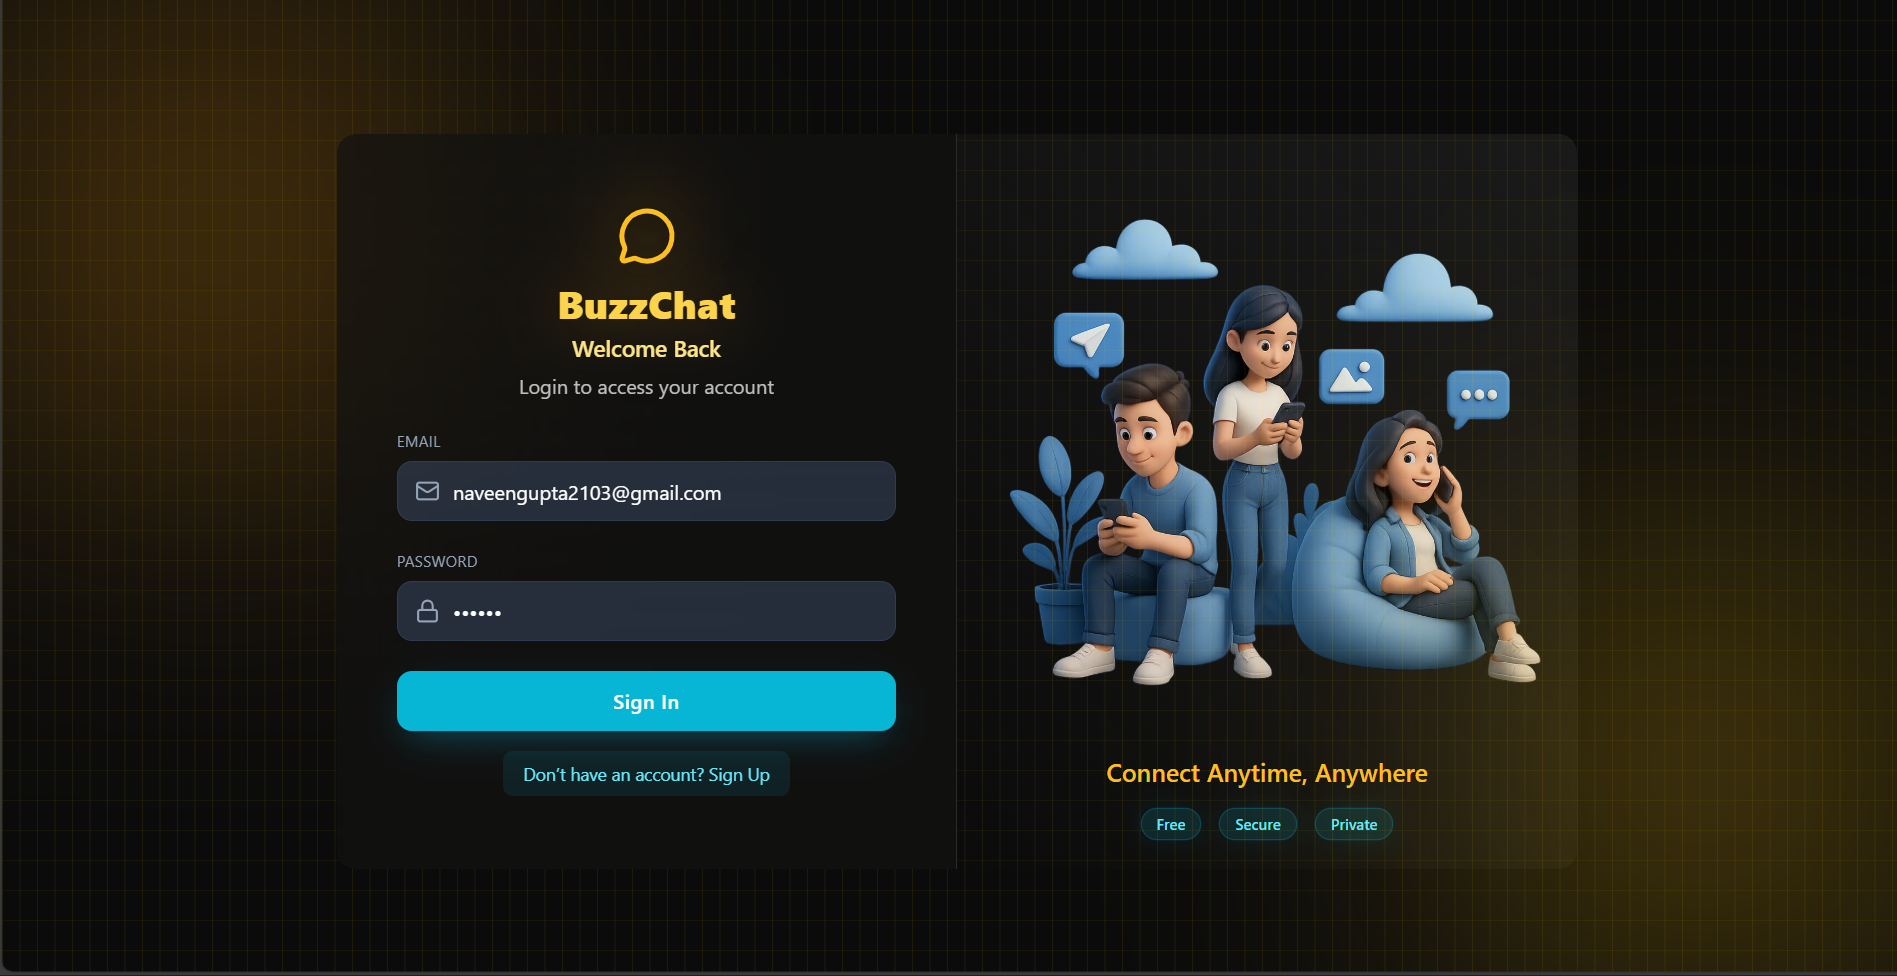 BuzzChat
Welcome Back
Login to access your account
EMAIL
naveengupta2103@gmail.com
PASSWORD
••••••
Sign In
Don’t have an account? Sign Up
Connect Anytime, Anywhere
Free Secure Private